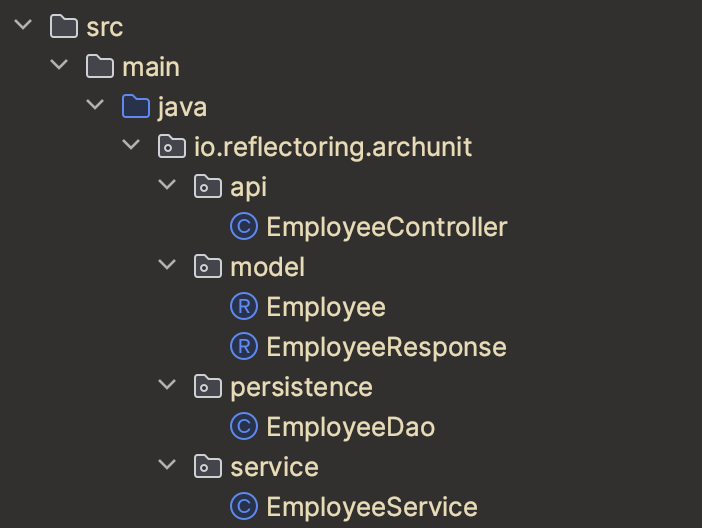 src
main
java
io.reflectoring.archunit
api
C EmployeeController
model
R Employee
R EmployeeResponse
persistence
C EmployeeDao
service
C EmployeeService